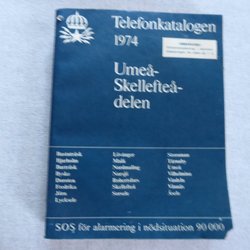 Telefonkatalogen
1974
Umeå-
Skellefteå-
delen
Bastuträsk
Bjurholm
Burträsk
Byske
Dorotea
Fredrika
Jörn
Lycksele
Lövånger
Malå
Nordmaling
Norsjö
Robertsfors
Skellefteå
Sorsele
Storuman
Tärnaby
Umeå
Vilhelmina
Vindeln
Vännäs
Åsele
SOS för alarmering i nödsituation 90 000